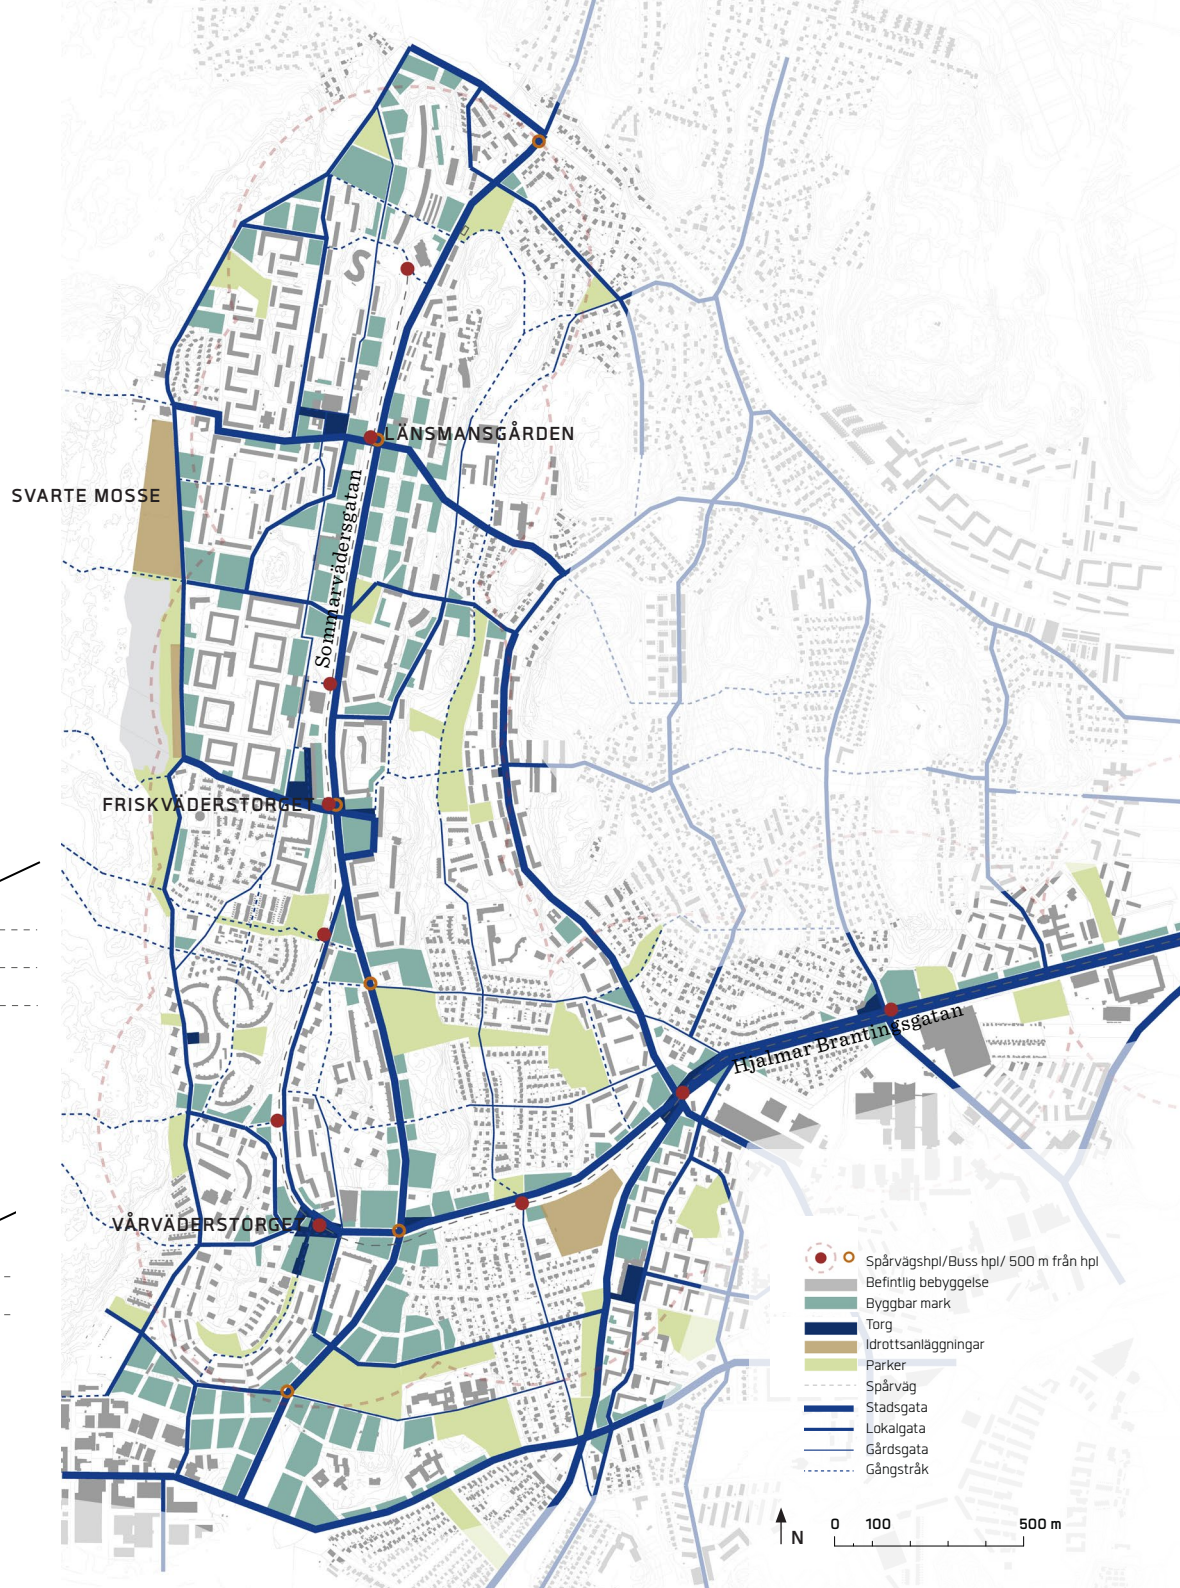 LÄNSMANSGÅRDEN
SVARTE MOSSE
Sommarvädersgatan
FRISKVÄDERSTORGET
Hjalmar Brantingsgatan
VÅRVÄDERSTORGET
Spårvägshpl/Buss hpl/ 500 m från hpl
Befintlig bebyggelse
Byggbar mark
Torg
Idrottsanläggningar
Parker
Spårväg
Stadsgata
Lokalgata
Gårdsgata
Gångstråk
N
0 100 500 m